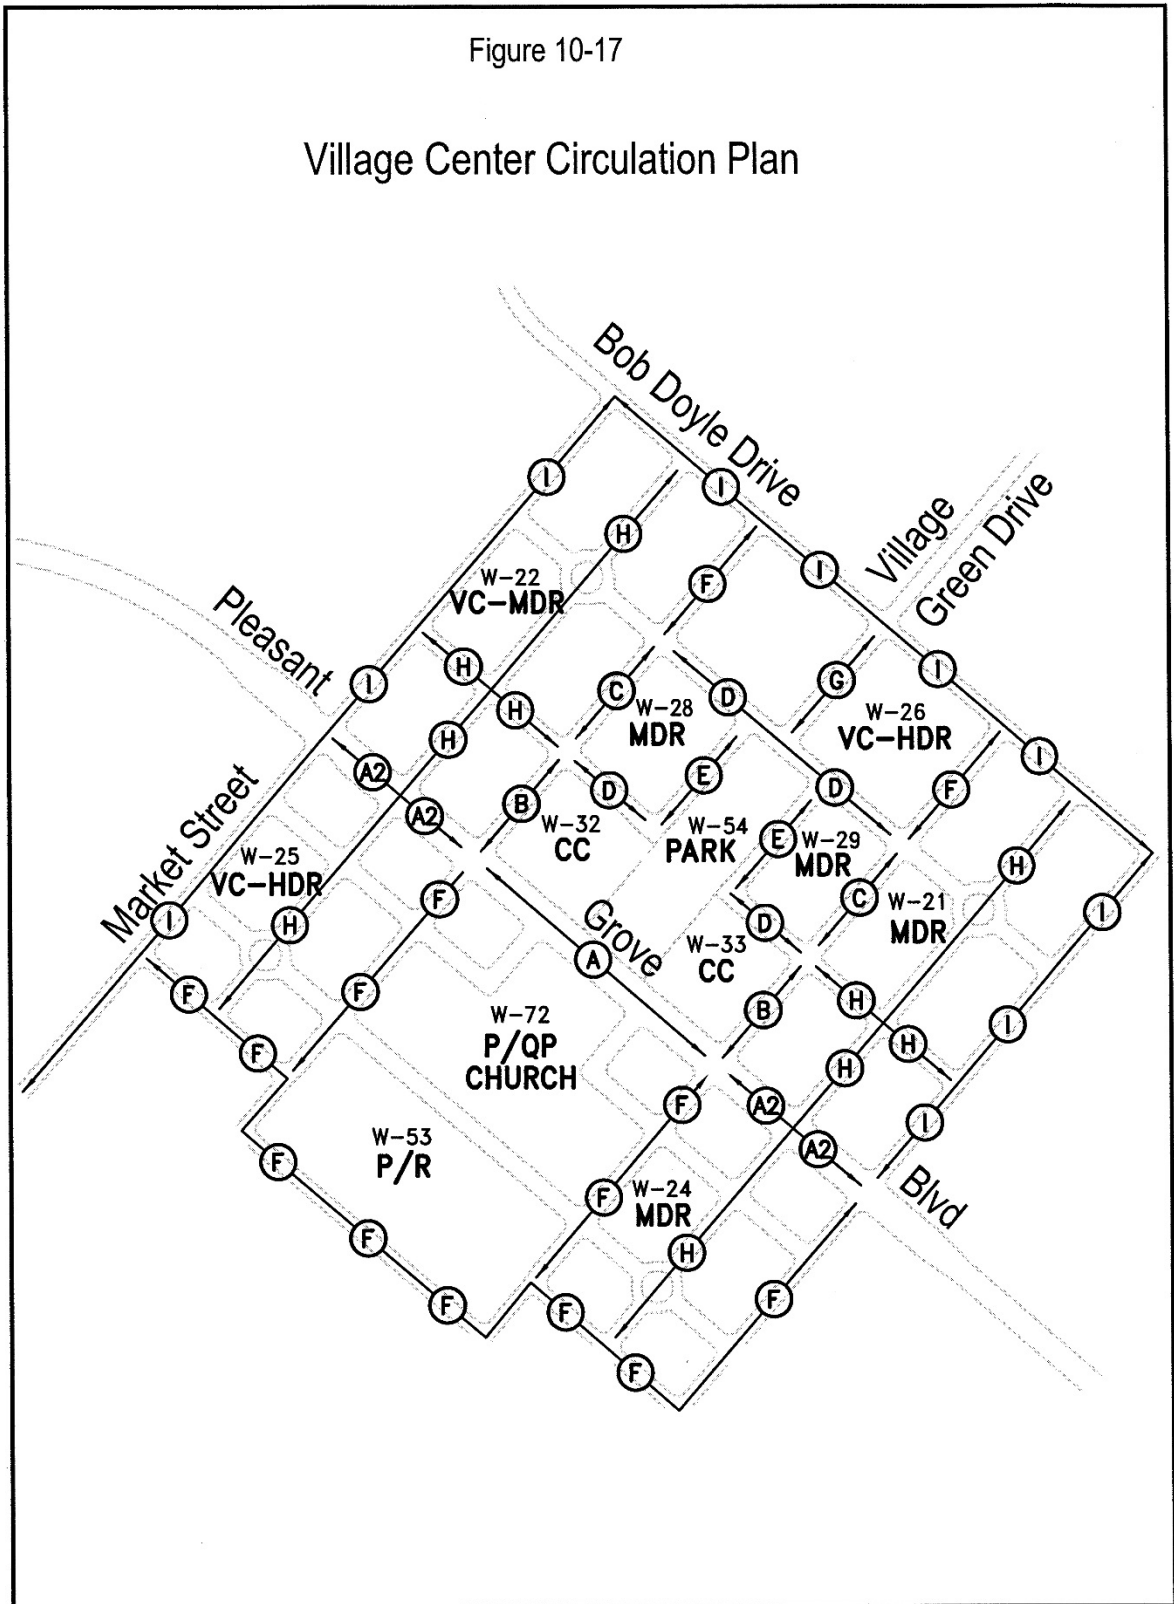 Figure 10-17
Village Center Circulation Plan
Bob Doyle Drive
Village
Green Drive
Pleasant
Grove
Blvd
Market Street
I
I
H
I
W-22
VC-MDR
F
I
H
I
G
I
C
D
W-28
MDR
W-26
VC-HDR
H
H
I
A2
E
D
F
D
B
A2
W-32
CC
W-54
PARK
E
W-29
MDR
W-25
VC-HDR
H
F
C
W-21
MDR
I
I
H
D
W-33
CC
A
F
F
B
H
I
W-72
P/QP
CHURCH
H
F
H
F
A2
I
W-53
P/R
A2
F
F
W-24
MDR
F
H
F
F
F
F